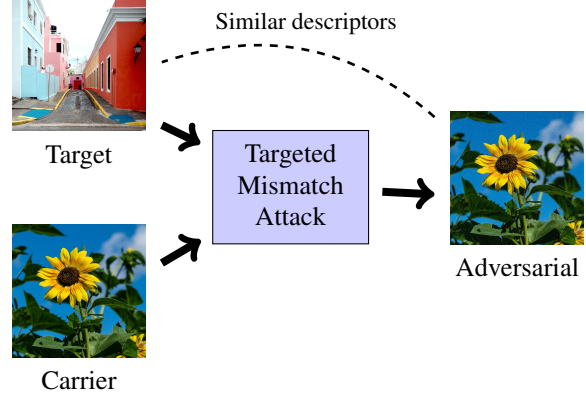 Similar descriptors
Target
Targeted
Mismatch
Attack
Adversarial
Carrier